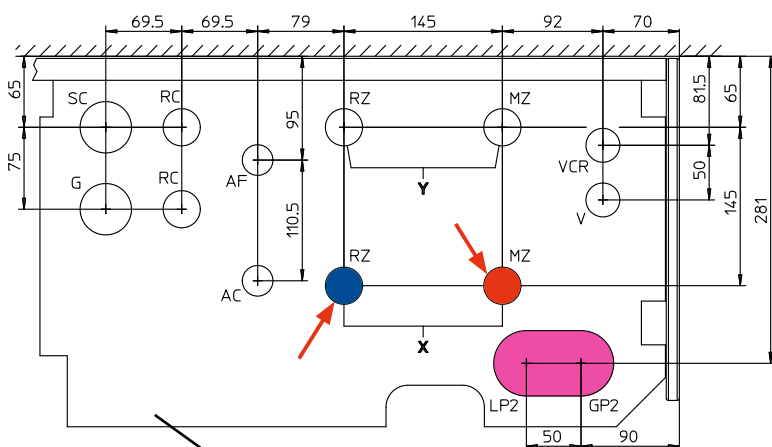 69.5 69.5 79 145 92 70
65 SC RC 95 RZ MZ 81.5 65
75 G RC AF Y VCR 50 145 281
110.5 V
AC RZ MZ
X
LP2 GP2
50 90